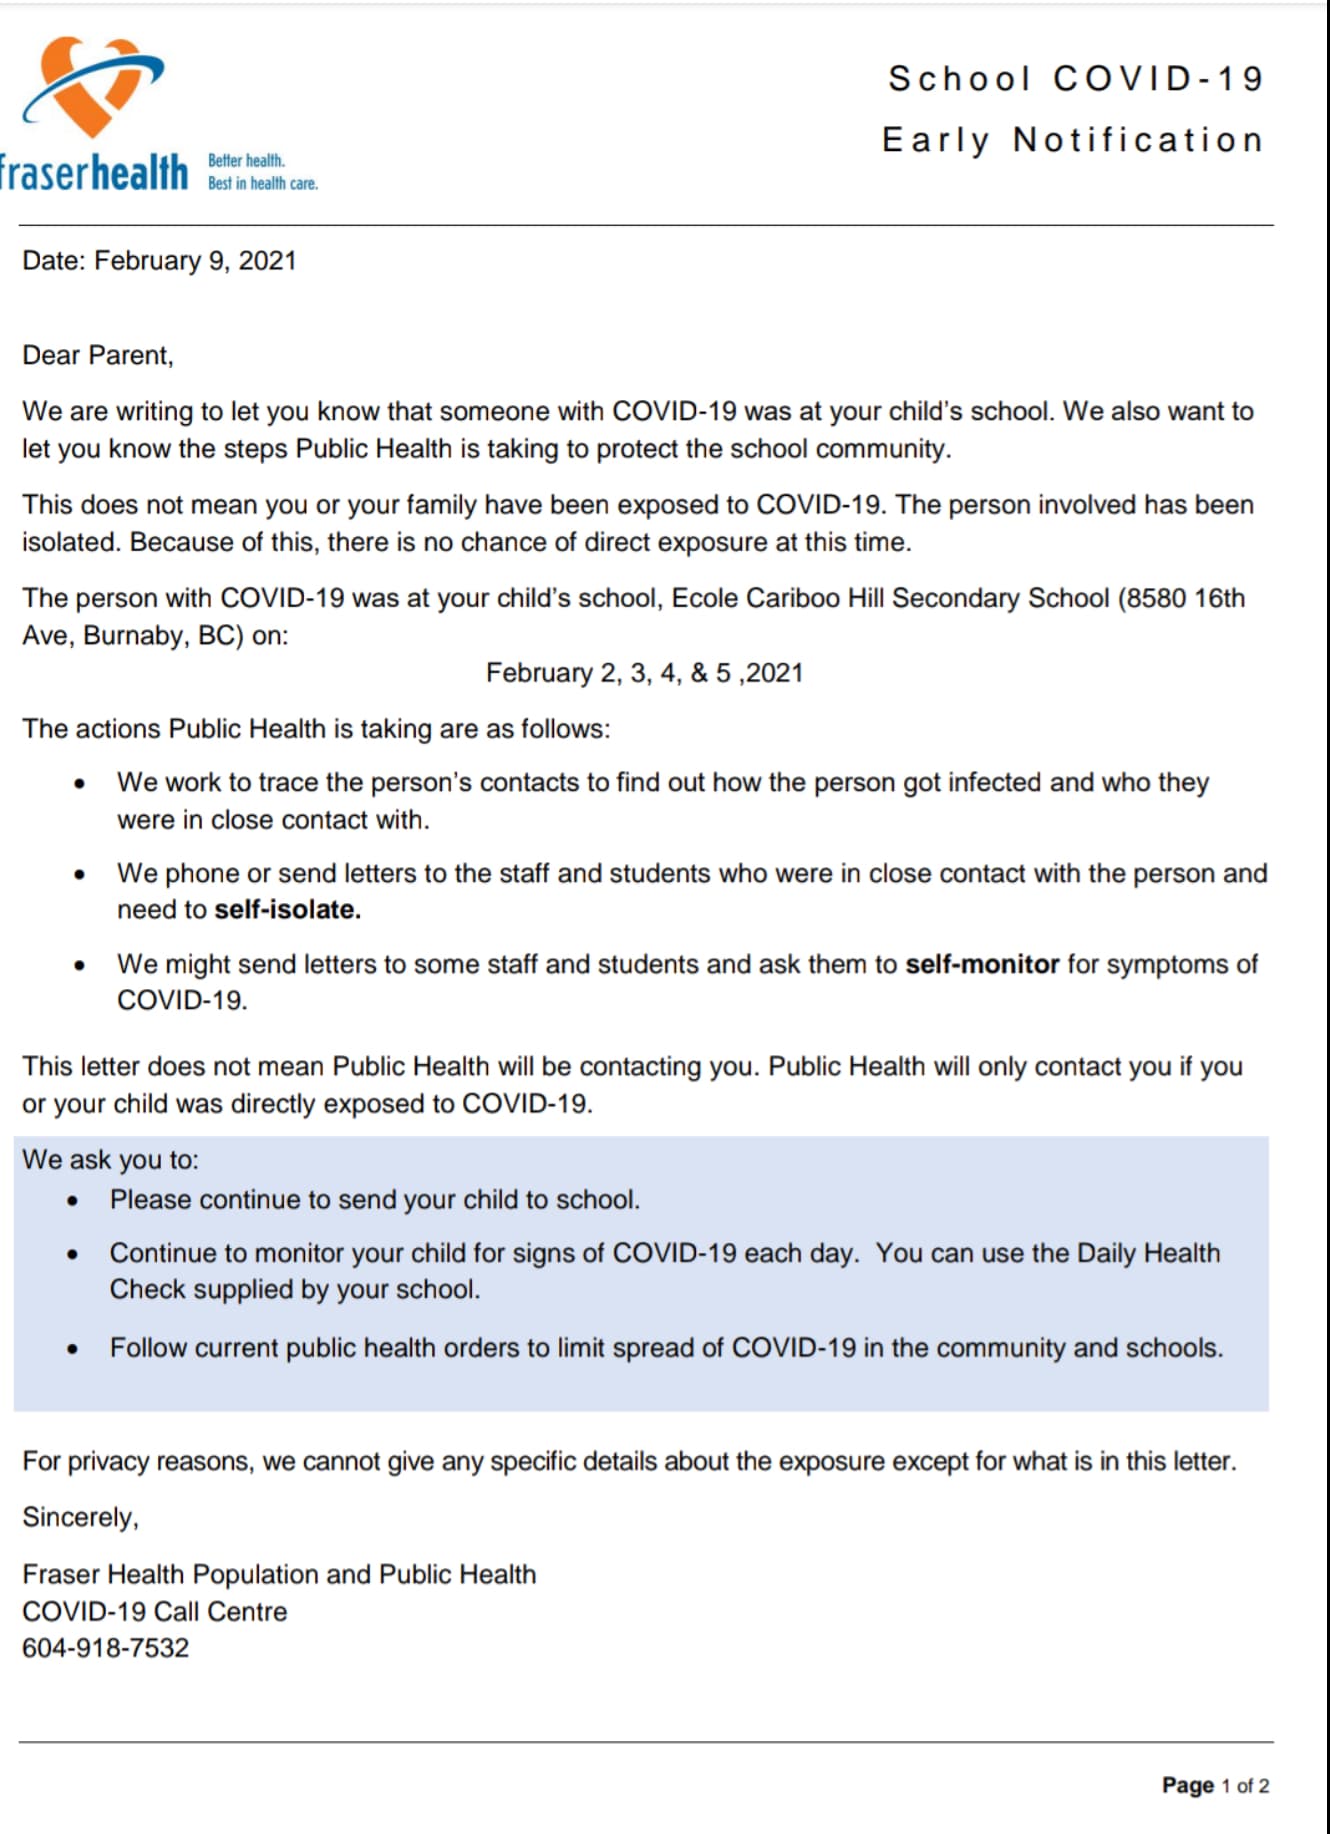 School COVID-19
Early Notification
fraserhealth
Better health.
Best in health care.
Date: February 9, 2021
Dear Parent,
We are writing to let you know that someone with COVID-19 was at your child’s school. We also want to
let you know the steps Public Health is taking to protect the school community.
This does not mean you or your family have been exposed to COVID-19. The person involved has been
isolated. Because of this, there is no chance of direct exposure at this time.
The person with COVID-19 was at your child’s school, Ecole Cariboo Hill Secondary School (8580 16th
Ave, Burnaby, BC) on:
February 2, 3, 4, & 5 ,2021
The actions Public Health is taking are as follows:
• We work to trace the person’s contacts to find out how the person got infected and who they
were in close contact with.
• We phone or send letters to the staff and students who were in close contact with the person and
need to self-isolate.
• We might send letters to some staff and students and ask them to self-monitor for symptoms of
COVID-19.
This letter does not mean Public Health will be contacting you. Public Health will only contact you if you
or your child was directly exposed to COVID-19.
We ask you to:
• Please continue to send your child to school.
• Continue to monitor your child for signs of COVID-19 each day.  You can use the Daily Health
Check supplied by your school.
• Follow current public health orders to limit spread of COVID-19 in the community and schools.
For privacy reasons, we cannot give any specific details about the exposure except for what is in this letter.
Sincerely,
Fraser Health Population and Public Health
COVID-19 Call Centre
604-918-7532
Page 1 of 2